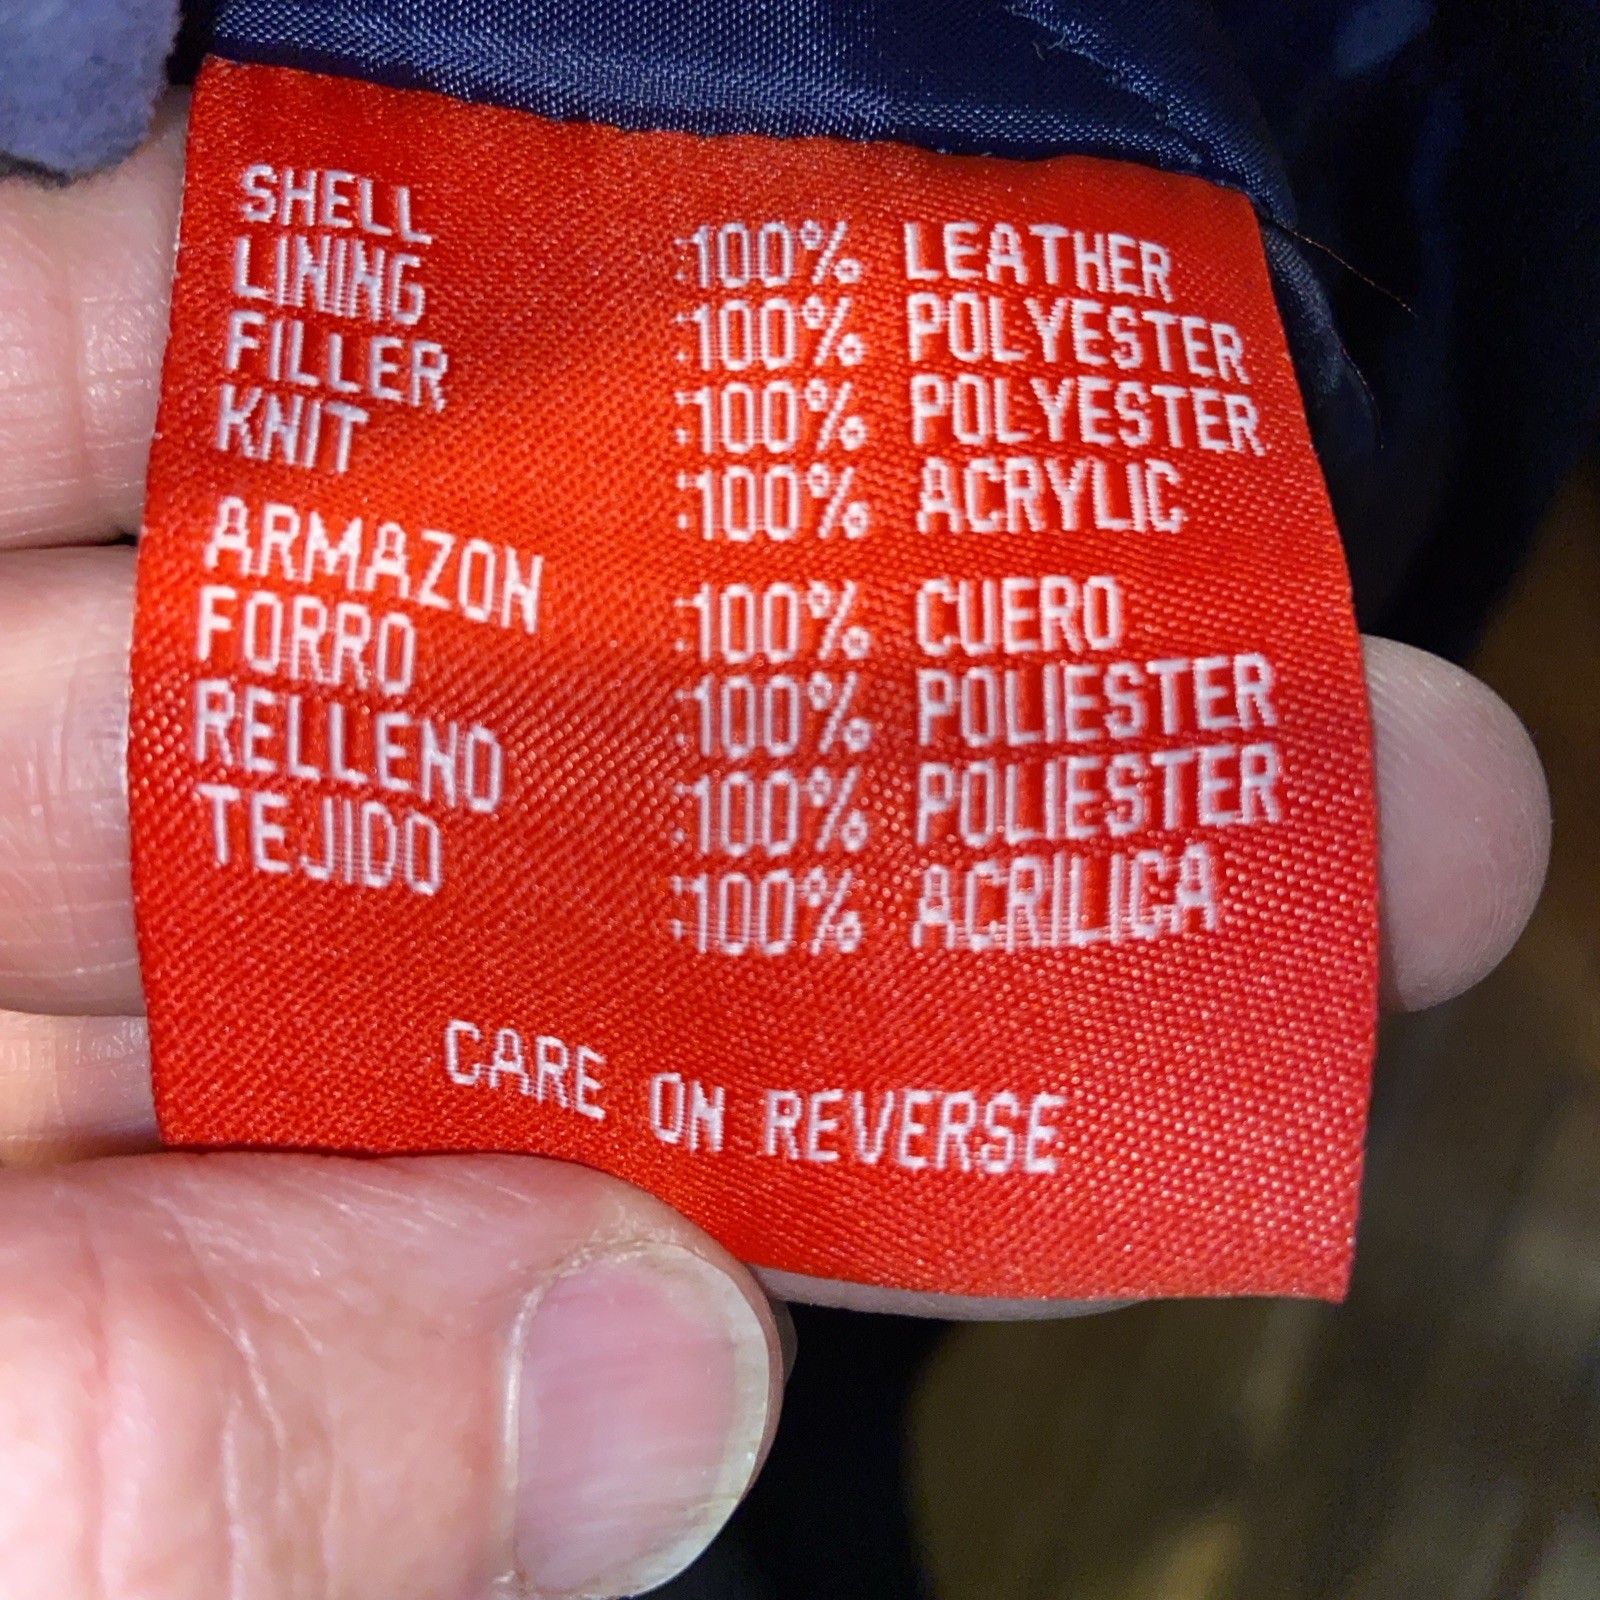 SHELL :100% LEATHER
LINING :100% POLYESTER
FILLER :100% POLYESTER
KNIT :100% ACRYLIC
ARMAZON :100% CUERO
FORRO :100% POLIESTER
RELLENO :100% POLIESTER
TEJIDO :100% ACRILICA
CARE ON REVERSE